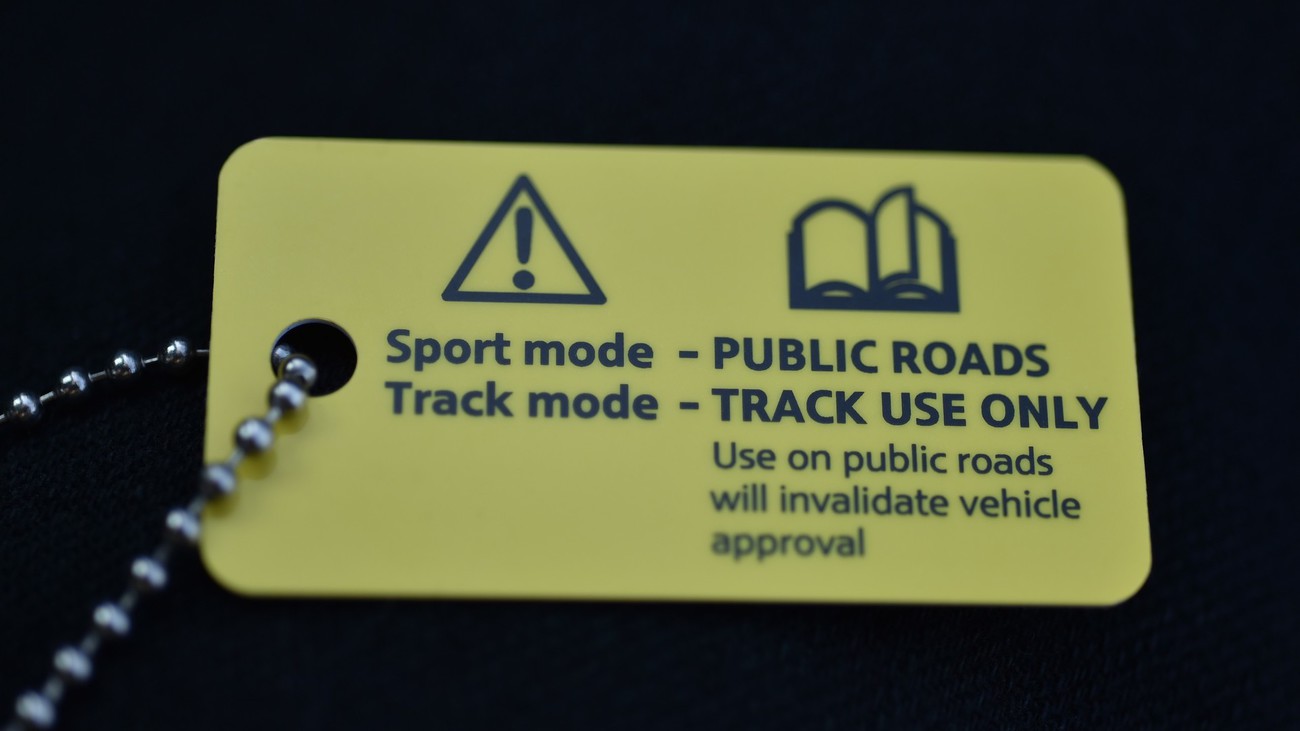 Sport mode - PUBLIC ROADS
Track mode - TRACK USE ONLY
Use on public roads
will invalidate vehicle
approval